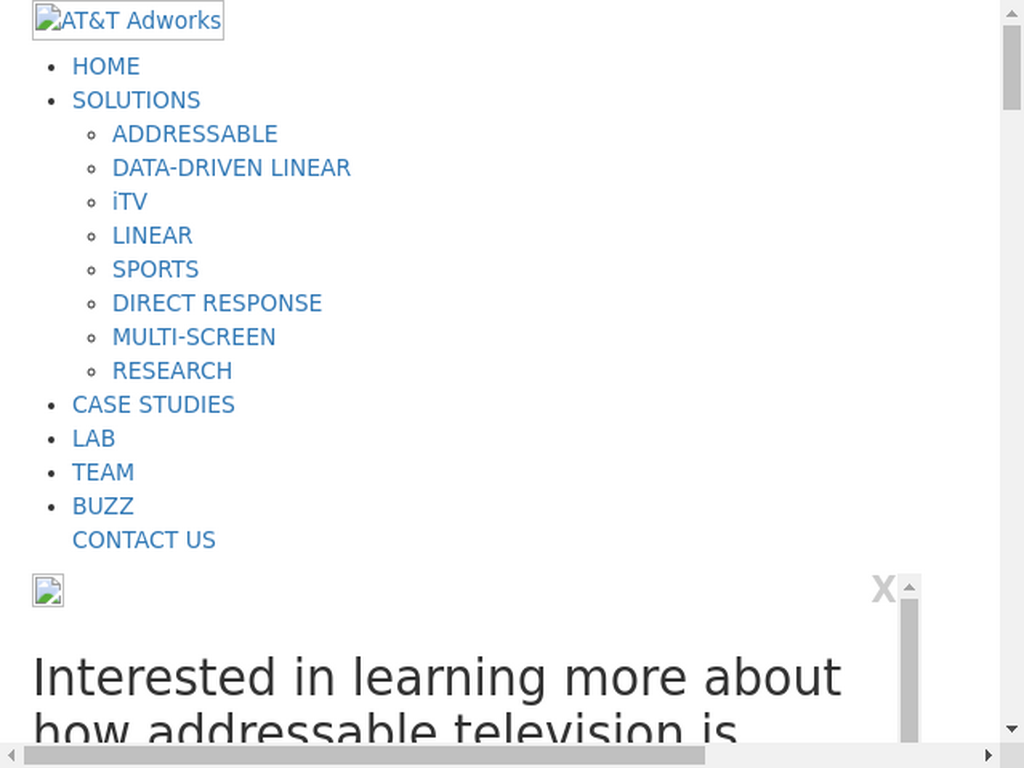 AT&T Adworks
HOME
SOLUTIONS
ADDRESSABLE
DATA-DRIVEN LINEAR
iTV
LINEAR
SPORTS
DIRECT RESPONSE
MULTI-SCREEN
RESEARCH
CASE STUDIES
LAB
TEAM
BUZZ
CONTACT US
X
Interested in learning more about
how addressable television is